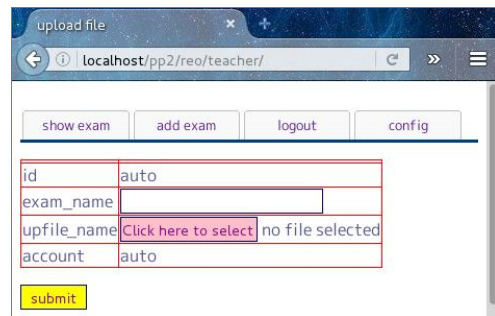 upload file
localhost/pp2/reo/teacher/
show exam add exam logout config
id auto
exam_name
upfile_name Click here to select no file selected
account auto
submit